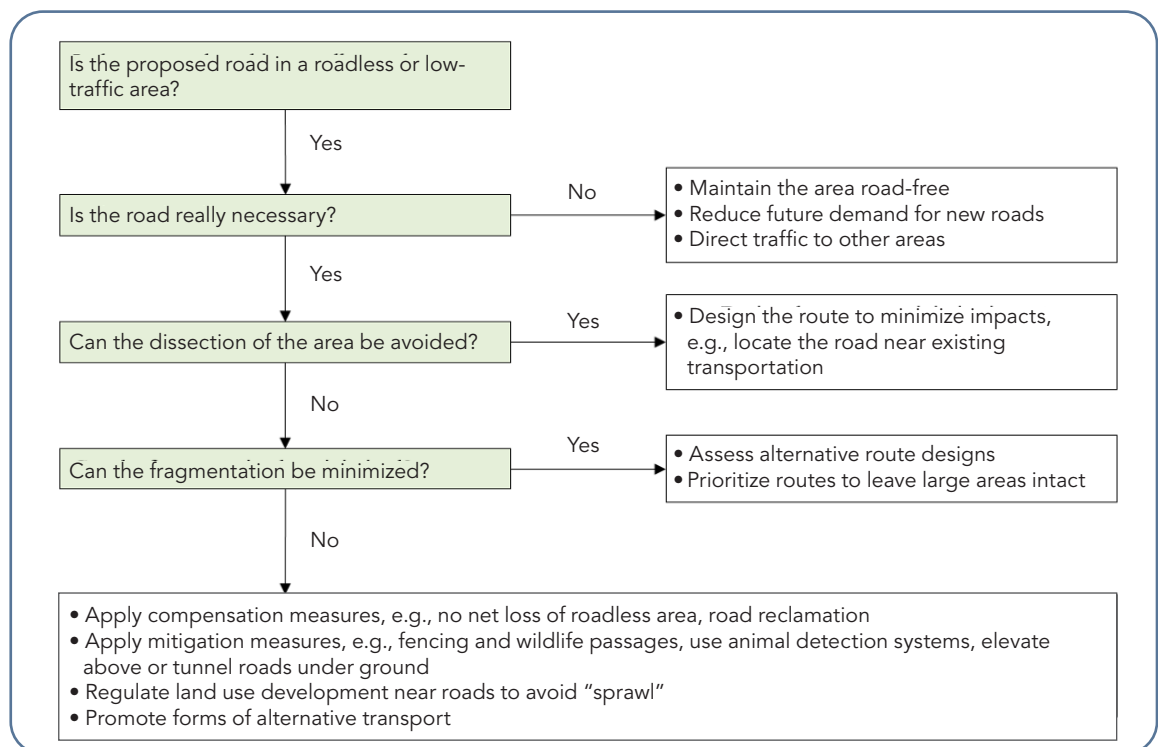 Is the proposed road in a roadless or low-
traffic area?
Yes
Is the road really necessary?
No
• Maintain the area road-free
• Reduce future demand for new roads
• Direct traffic to other areas
Yes
Can the dissection of the area be avoided?
Yes
• Design the route to minimize impacts,
e.g., locate the road near existing
transportation
No
Can the fragmentation be minimized?
Yes
• Assess alternative route designs
• Prioritize routes to leave large areas intact
No
• Apply compensation measures, e.g., no net loss of roadless area, road reclamation
• Apply mitigation measures, e.g., fencing and wildlife passages, use animal detection systems, elevate
above or tunnel roads under ground
• Regulate land use development near roads to avoid “sprawl”
• Promote forms of alternative transport